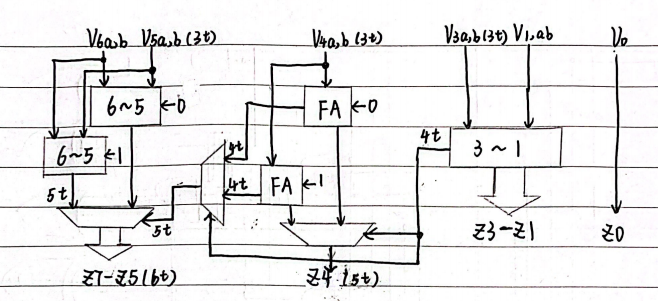 V6a,b V5a,b (3t) V4a,b (3t) V3a,b (3t) V1,ab V0
6~5 ←0 FA ←0
4t 3~1
6~5 ←1 4t FA ←1
4t
5t
5t
Z7-Z5(6t) Z4 (5t) Z3-Z1 Z0